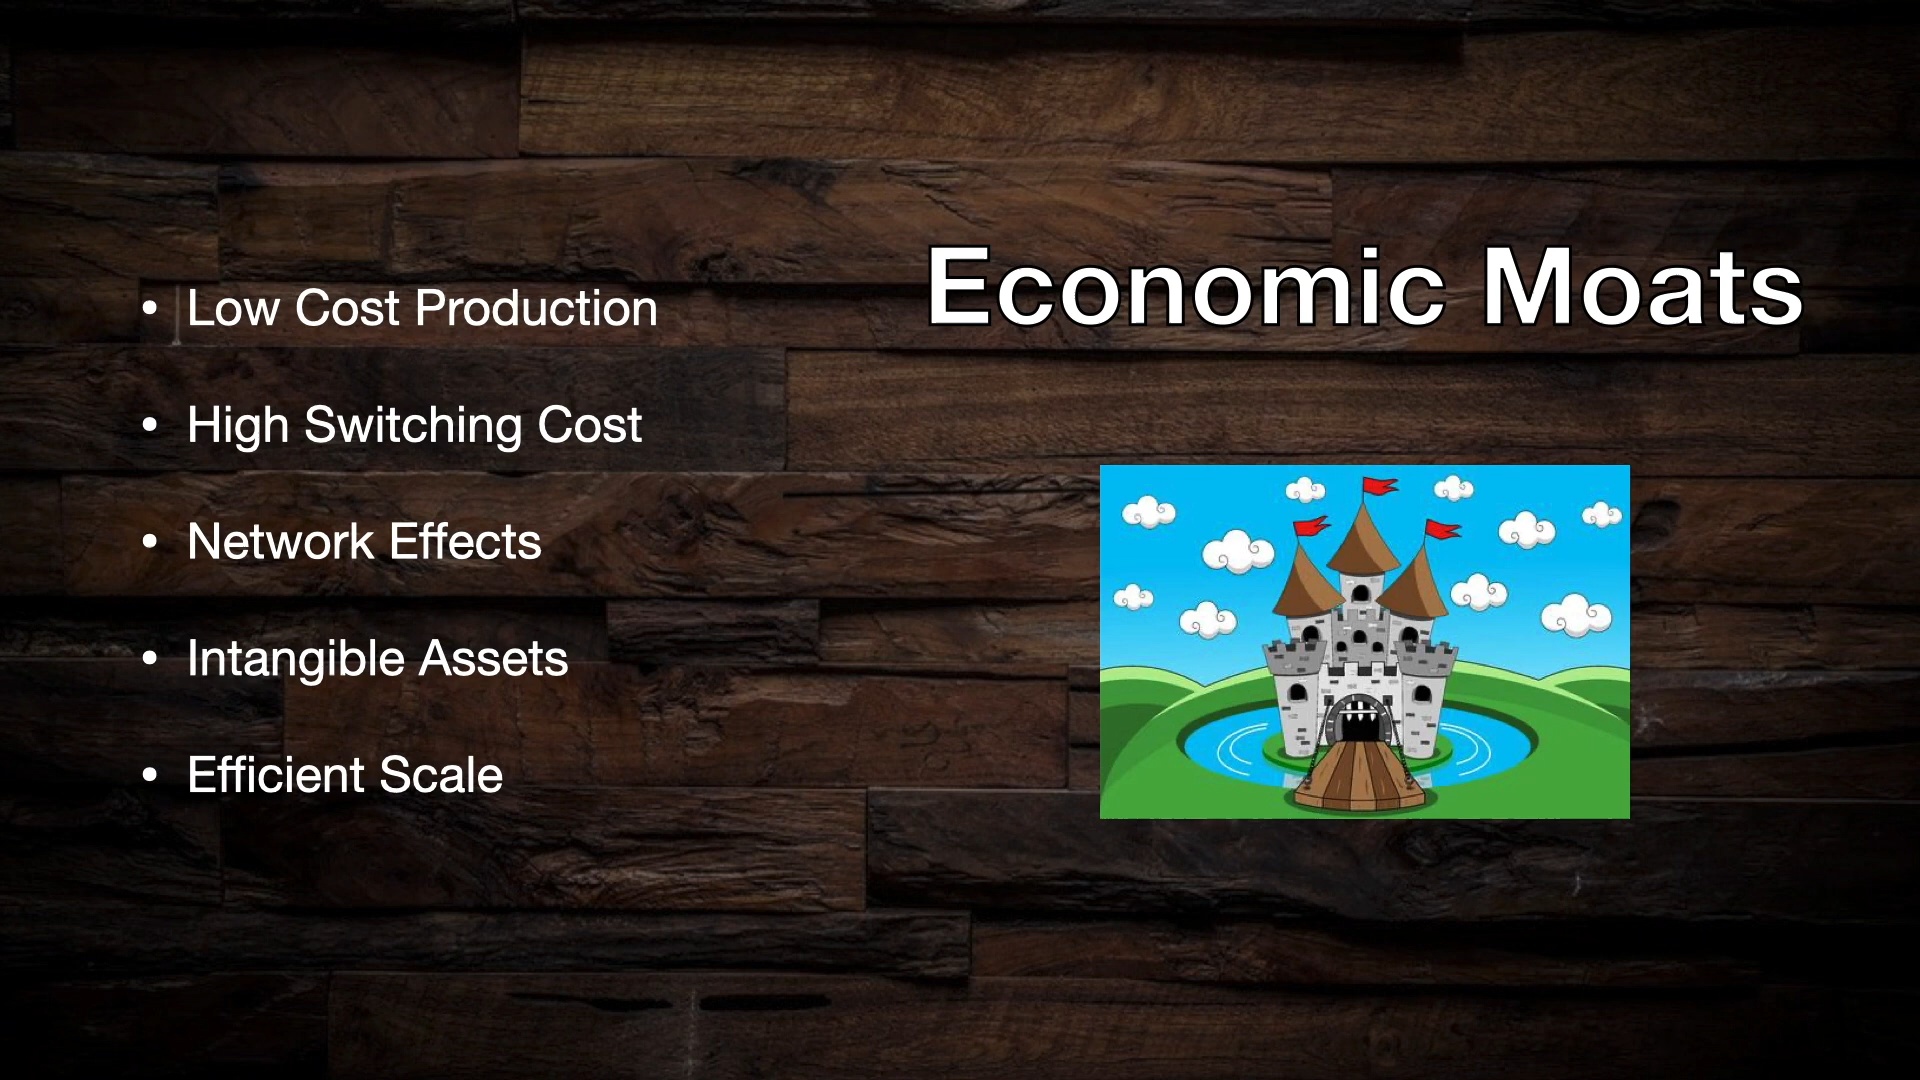 Economic Moats
• Low Cost Production
• High Switching Cost
• Network Effects
• Intangible Assets
• Efficient Scale